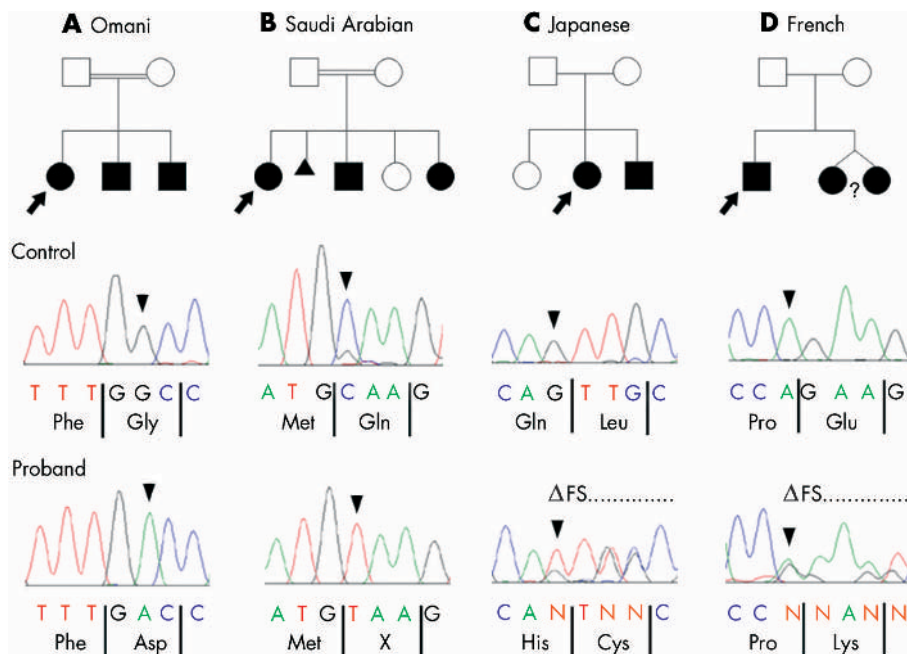 A Omani B Saudi Arabian C Japanese D French
?
Control
T T T G G C C A T G C A A G C A G T T G C C C A G A A G
Phe Gly Met Gln Gln Leu Pro Glu
Proband
ΔFS.............. ΔFS..............
T T T G A C C A T G T A A G C A N T N N C C C N N A N N
Phe Asp Met X His Cys Pro Lys